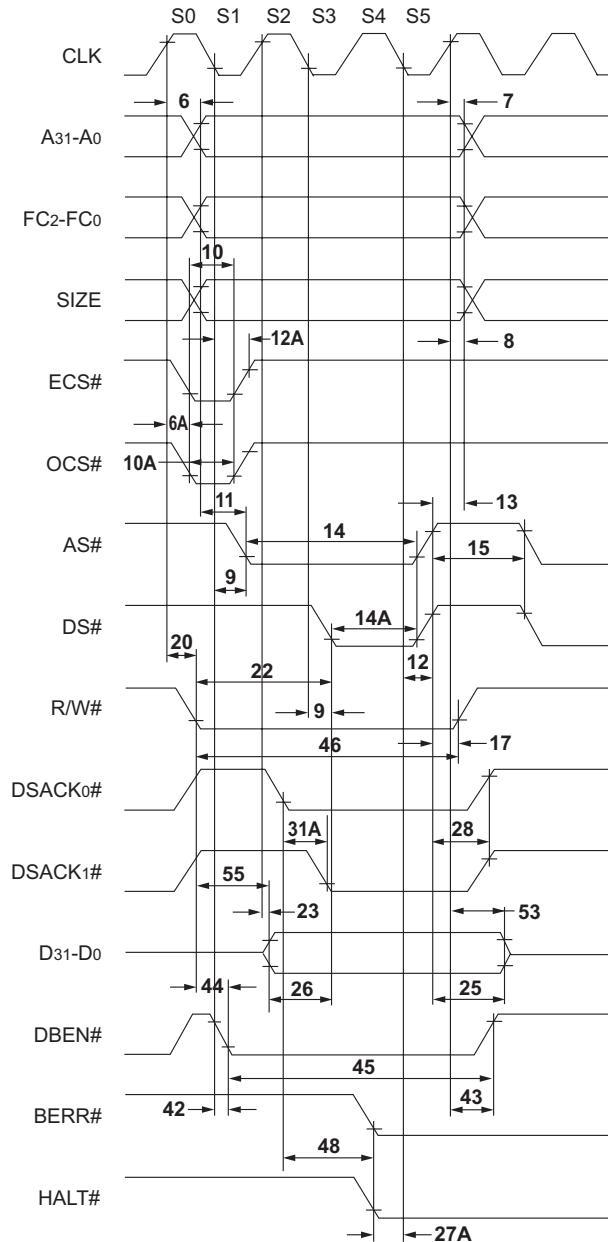 S0 S1 S2 S3 S4 S5
CLK
6 7
A31-A0
FC2-FC0
10
SIZE
12A 8
ECS#
6A
OCS#
10A
11 13
AS#
14 15
9
DS#
14A
20 22 12
R/W#
9
46 17
DSACK0#
31A 28
DSACK1#
55
23 53
D31-D0
44 26 25
DBEN#
45
42 43
BERR#
48
HALT#
27A